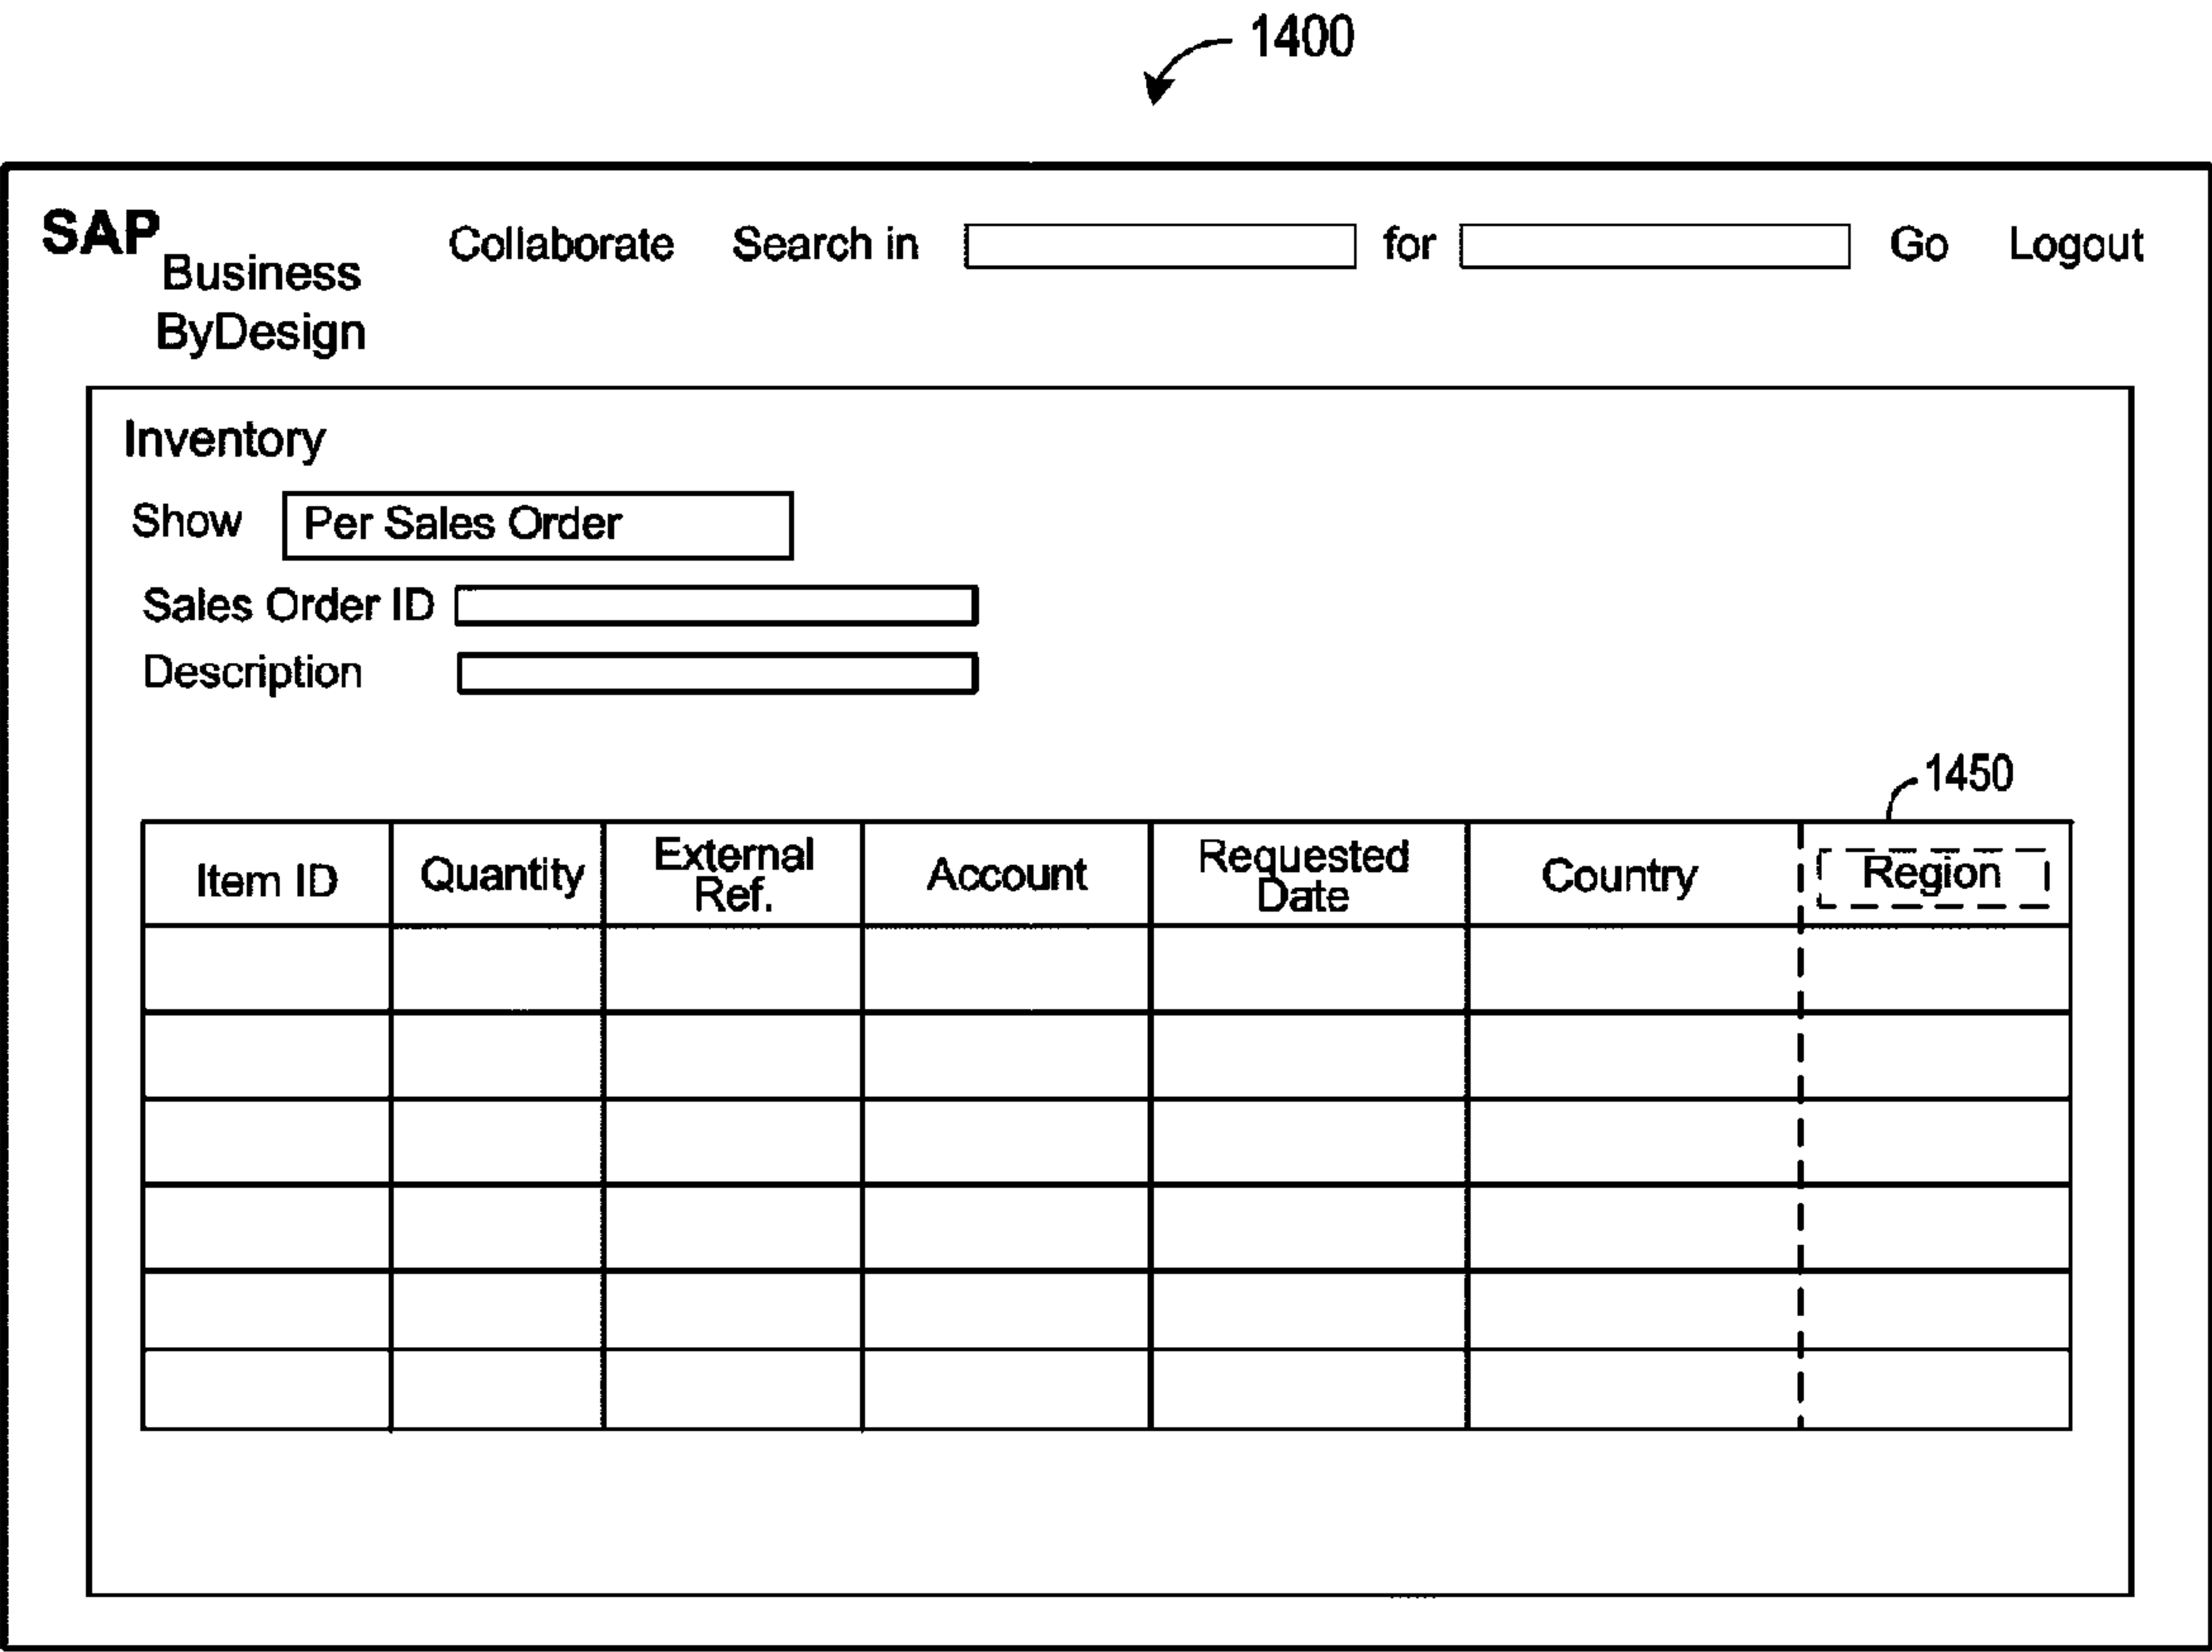 1400
SAP
Business
ByDesign
Collaborate Search in for Go Logout
Inventory
Show Per Sales Order
Sales Order ID
Description
1450
Item ID Quantity External Ref. Account Requested Date Country Region